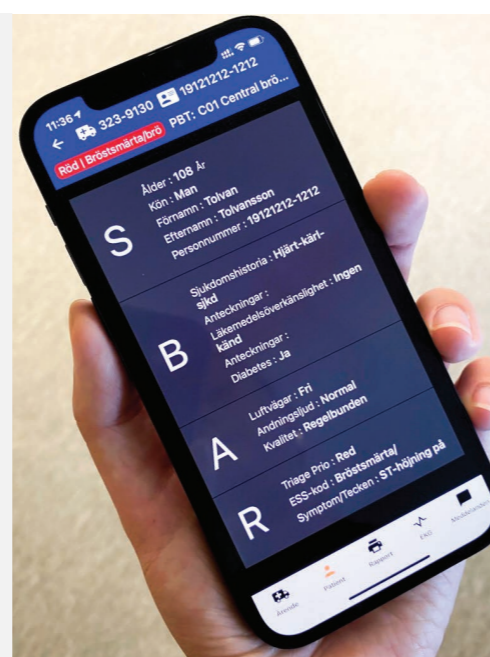 11:36
323-9130 19121212-1212
Röd | Bröstsmärta/brö PBT: C01 Central brö...
S
Ålder : 108 År
Kön : Man
Förnamn : Tolvan
Efternamn : Tolvansson
Personnummer : 19121212-1212
B
Sjukdomshistoria : Hjärt-kärl-
sjkd
Anteckningar :
Läkemedelsöverkänslighet : Ingen
känd
Anteckningar :
Diabetes : Ja
A
Luftvägar : Fri
Andningsljud : Normal
Kvalitet : Regelbunden
R
Triage Prio : Red
ESS-kod : Bröstsmärta/
Symptom/Tecken : ST-höjning på
Ärende
Patient
Rapport
EKG
Meddelanden